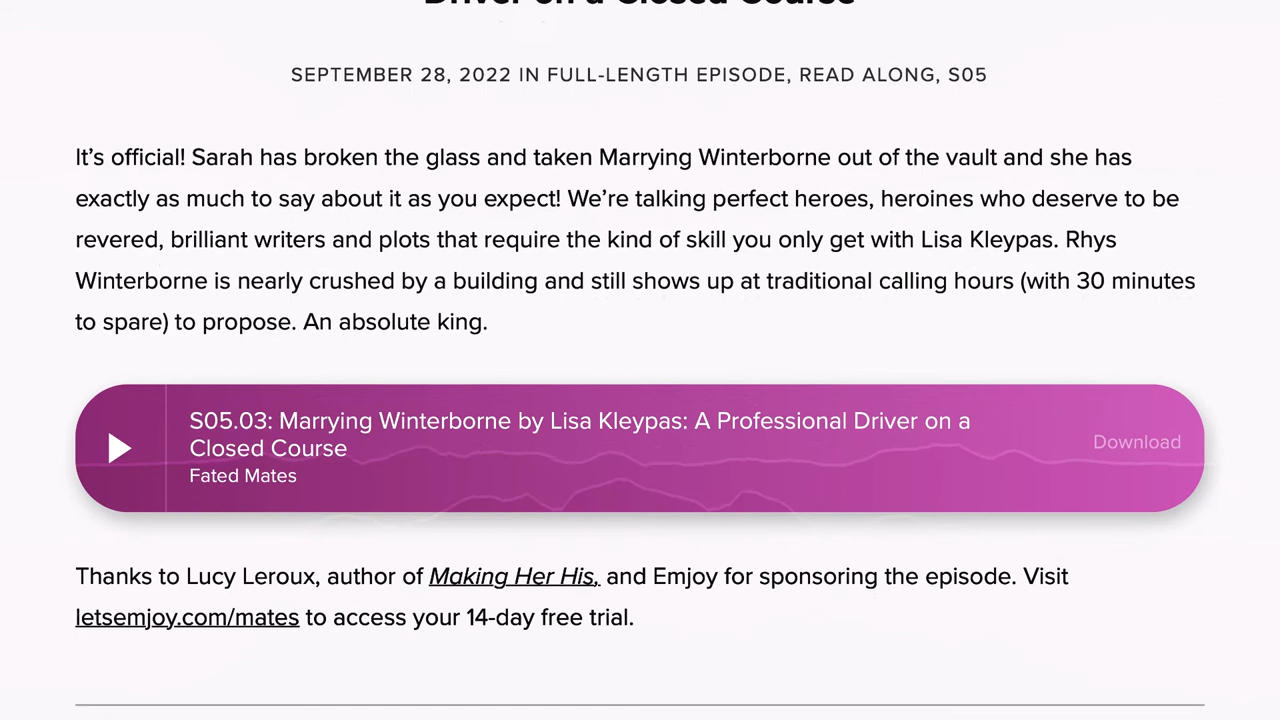 Driver on a Closed Course
SEPTEMBER 28, 2022 IN FULL-LENGTH EPISODE, READ ALONG, S05
It’s official! Sarah has broken the glass and taken Marrying Winterborne out of the vault and she has
exactly as much to say about it as you expect! We’re talking perfect heroes, heroines who deserve to be
revered, brilliant writers and plots that require the kind of skill you only get with Lisa Kleypas. Rhys
Winterborne is nearly crushed by a building and still shows up at traditional calling hours (with 30 minutes
to spare) to propose. An absolute king.
S05.03: Marrying Winterborne by Lisa Kleypas: A Professional Driver on a
Closed Course
Fated Mates
Download
Thanks to Lucy Leroux, author of Making Her His, and Emjoy for sponsoring the episode. Visit
letsemjoy.com/mates to access your 14-day free trial.